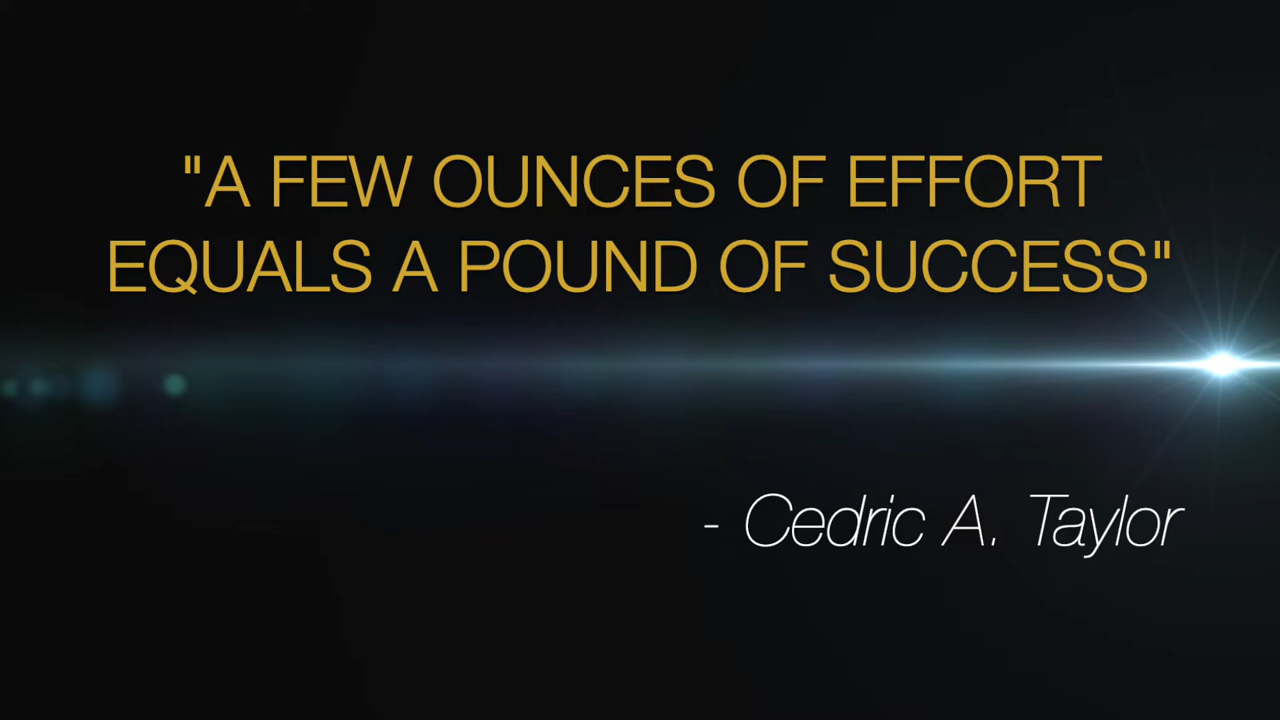 "A FEW OUNCES OF EFFORT
EQUALS A POUND OF SUCCESS"
- Cedric A. Taylor